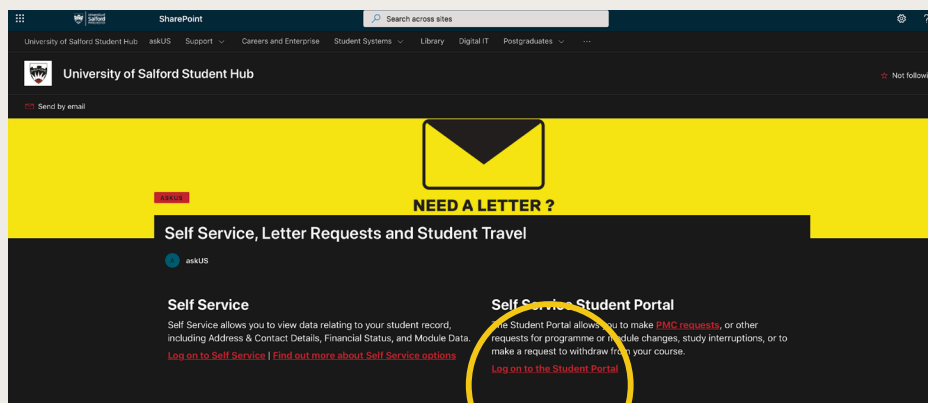 University of
Salford
SharePoint
Search across sites
University of Salford Student Hub askUS Support Careers and Enterprise Student Systems Library Digital IT Postgraduates ...
University of Salford Student Hub
Not followi
Send by email
NEED A LETTER ?
ASKUS
Self Service, Letter Requests and Student Travel
A askUS
Self Service
Self Service allows you to view data relating to your student record,
including Address & Contact Details, Financial Status, and Module Data.
Log on to Self Service | Find out more about Self Service options
Self Service Student Portal
The Student Portal allows you to make PMC requests, or other
requests for programme or module changes, study interruptions, or to
make a request to withdraw from your course.
Log on to the Student Portal